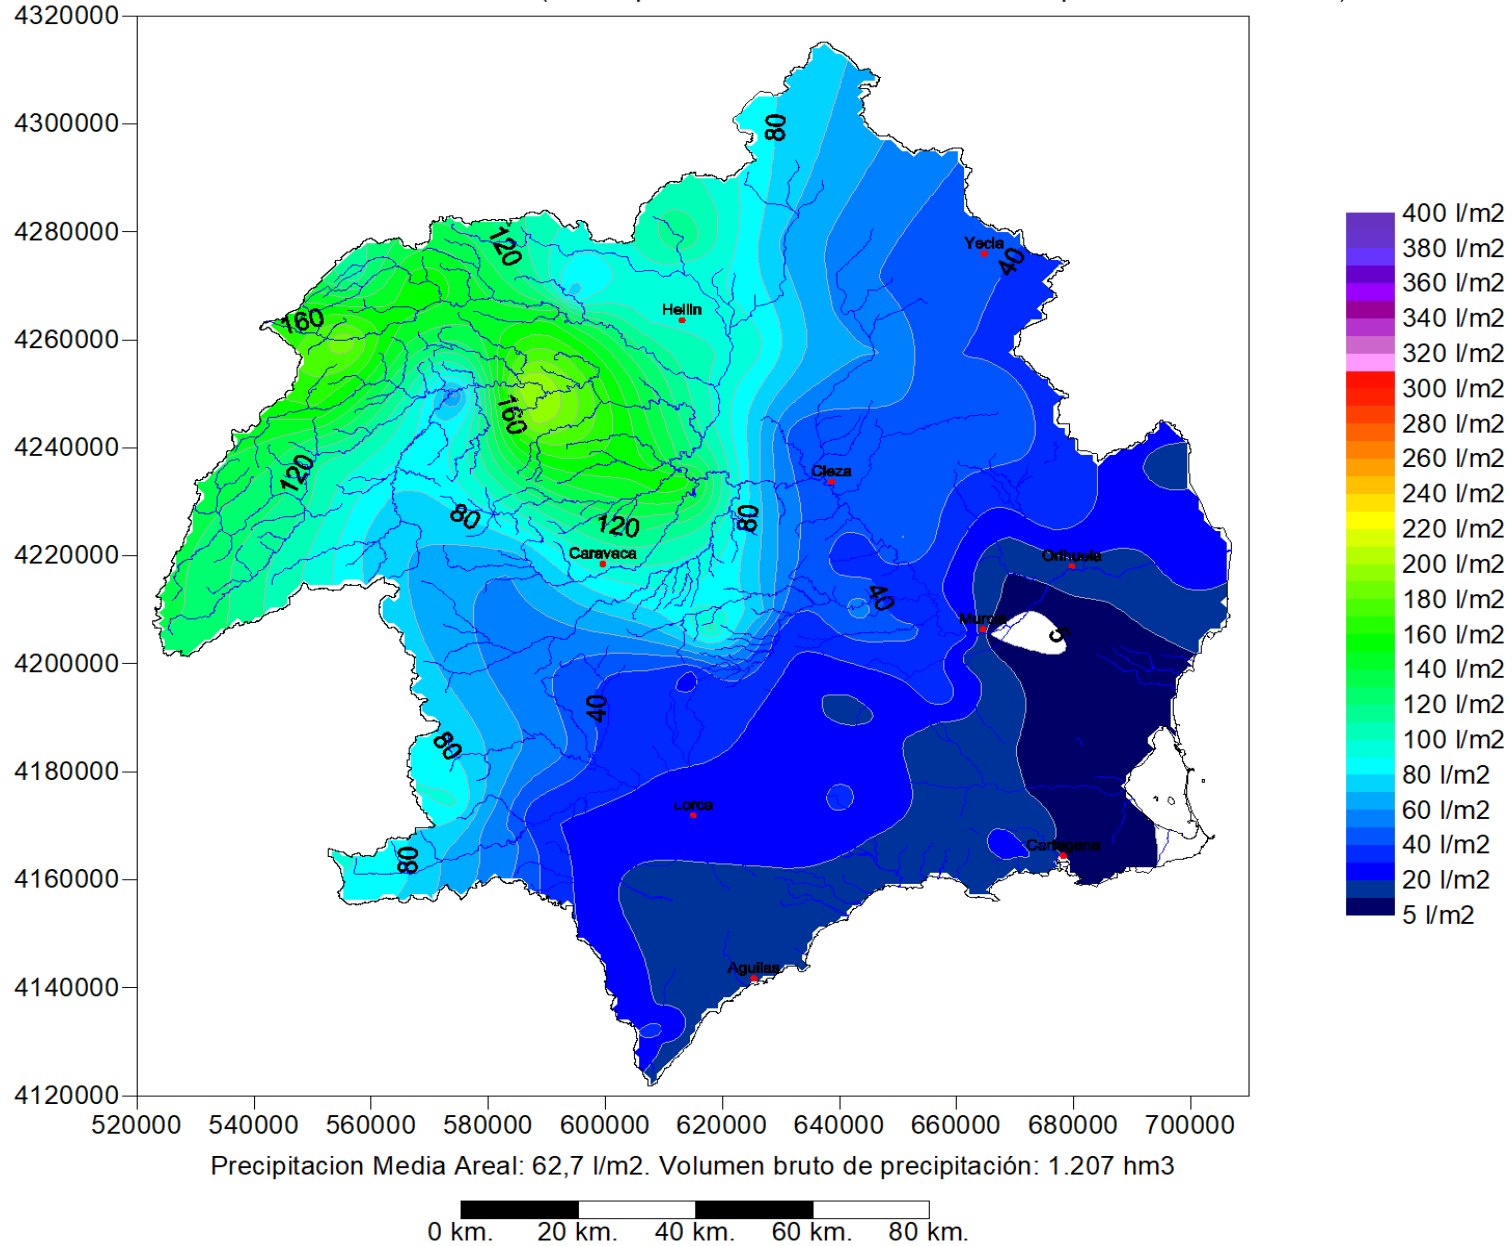 4320000
4300000
80
4280000
120
Yecla
40
400 l/m2
380 l/m2
360 l/m2
340 l/m2
320 l/m2
300 l/m2
280 l/m2
260 l/m2
240 l/m2
220 l/m2
200 l/m2
180 l/m2
160 l/m2
140 l/m2
120 l/m2
100 l/m2
80 l/m2
60 l/m2
40 l/m2
20 l/m2
5 l/m2
160
Hellin
4260000
160
4240000
120
Cieza
80
80
120
4220000
Caravaca
Orihuela
40
Murcia
5
4200000
40
80
4180000
Lorca
80
Cartagena
4160000
Aguilas
4140000
4120000
520000 540000 560000 580000 600000 620000 640000 660000 680000 700000
Precipitacion Media Areal: 62,7 l/m2. Volumen bruto de precipitación: 1.207 hm3
0 km. 20 km. 40 km. 60 km. 80 km.